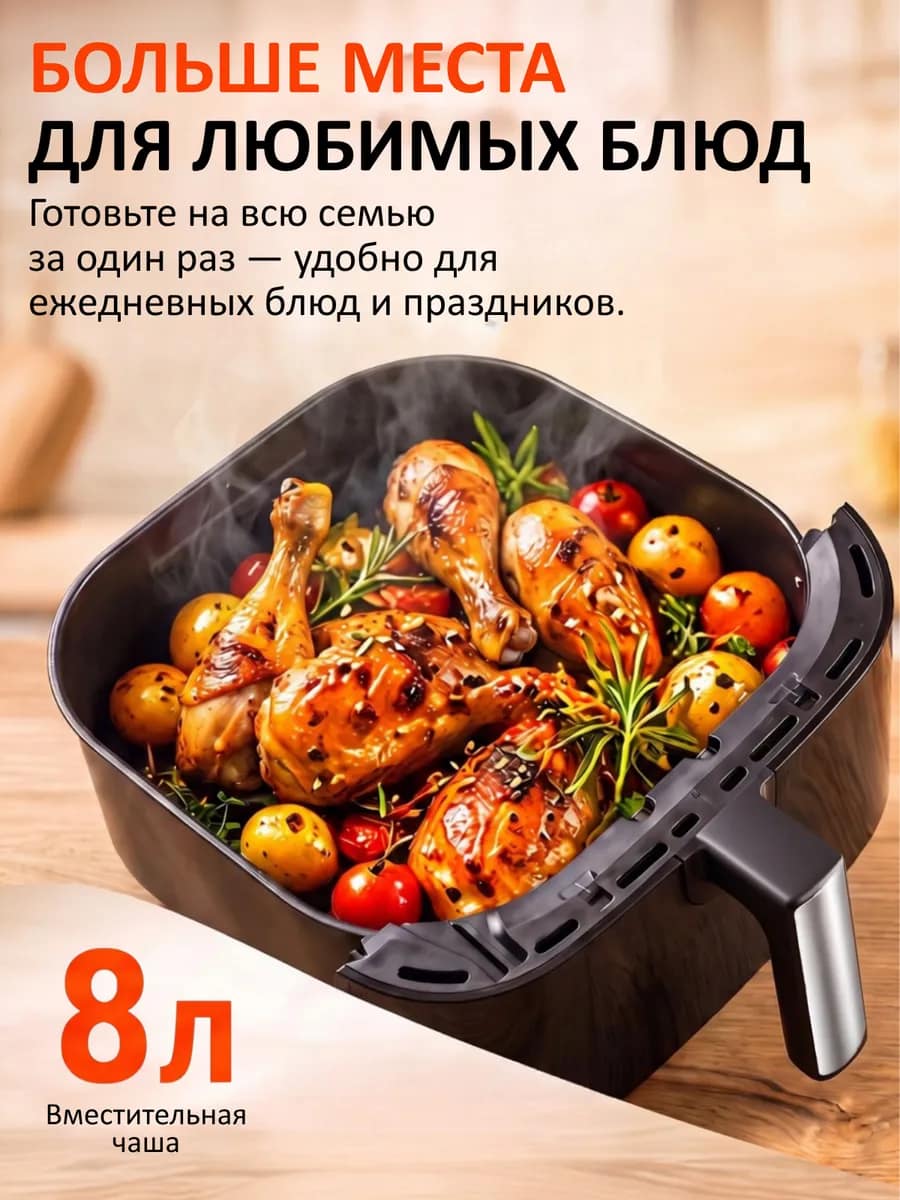 БОЛЬШЕ МЕСТА
ДЛЯ ЛЮБИМЫХ БЛЮД
Готовьте на всю семью
за один раз — удобно для
ежедневных блюд и праздников.
8л
Вместительная
чаша